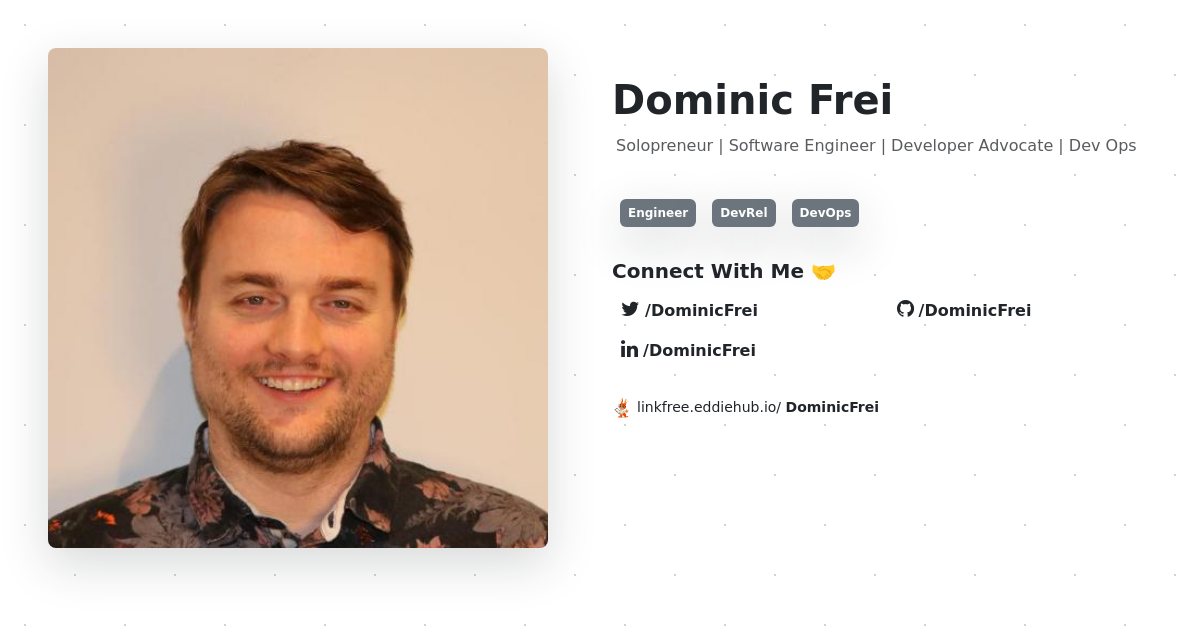 Dominic Frei
Solopreneur | Software Engineer | Developer Advocate | Dev Ops
Engineer DevRel DevOps
Connect With Me 🤝
/DominicFrei /DominicFrei
/DominicFrei
linkfree.eddiehub.io/ DominicFrei